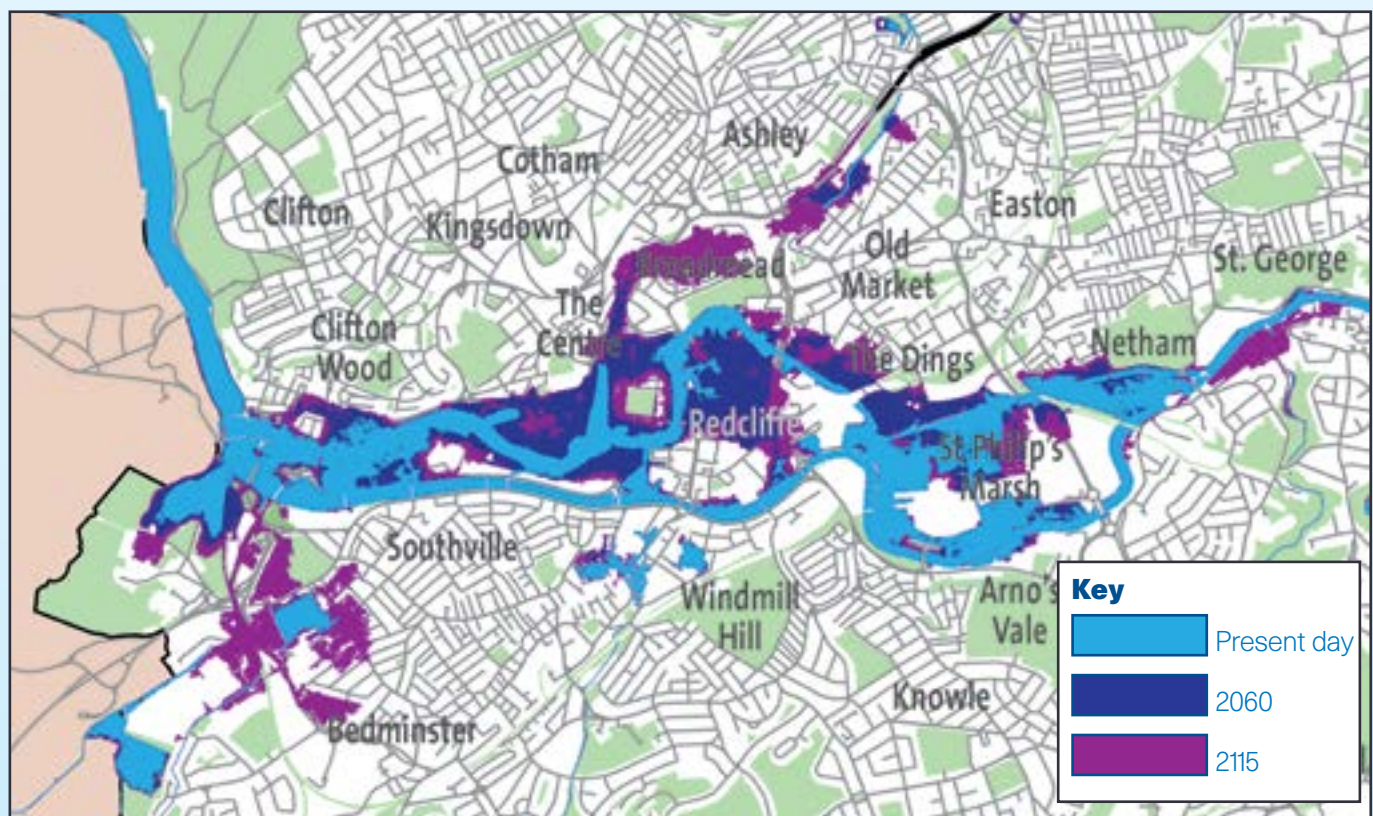 Ashley
Cotham
Easton
Clifton
Kingsdown
Old
Market
St. George
Broadmead
The
Centre
Clifton
Wood
Netham
The Dings
Redcliffe
St Philip's
Marsh
Southville
Windmill
Hill
Arno's
Vale
Knowle
Bedminster
Key
Present day
2060
2115